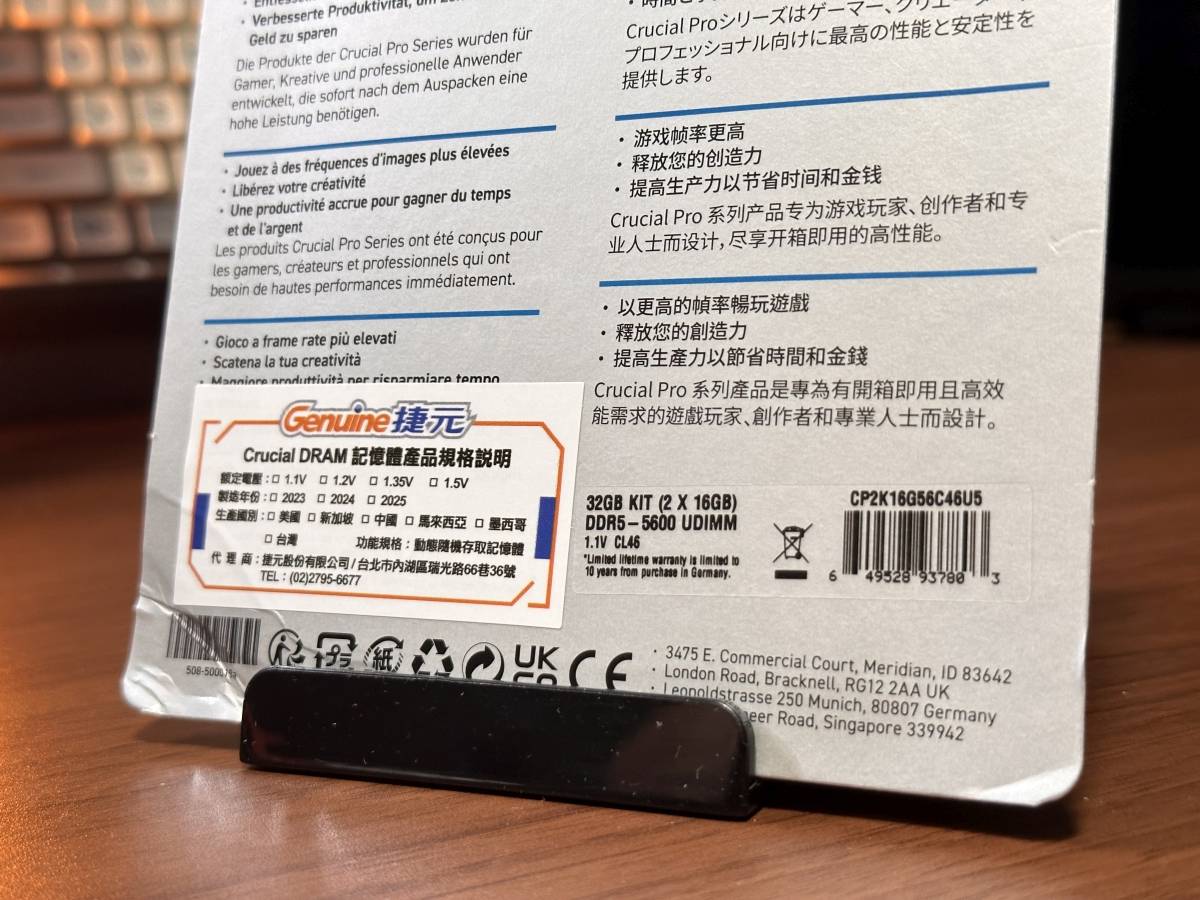 Verbesserte Produktivität, um
Geld zu sparen
Die Produkte der Crucial Pro Series wurden für
Gamer, Kreative und professionelle Anwender
entwickelt, die sofort nach dem Auspacken eine
hohe Leistung benötigen.
• Jouez à des fréquences d'images plus élevées
• Libérez votre créativité
• Une productivité accrue pour gagner du temps
et de l'argent
Les produits Crucial Pro Series ont été conçus pour
les gamers, créateurs et professionnels qui ont
besoin de hautes performances immédiatement.
• Gioco a frame rate più elevati
• Scatena la tua creatività
• Maggiore produttività per risparmiare tempo
Crucial Proシリーズはゲーマー、クリエーター、
プロフェッショナル向けに最高の性能と安定性を
提供します。
• 游戏帧率更高
• 释放您的创造力
• 提高生产力以节省时间和金钱
Crucial Pro 系列产品专为游戏玩家、创作者和专
业人士而设计，尽享开箱即用的高性能。
• 以更高的幀率暢玩遊戲
• 釋放您的創造力
• 提高生產力以節省時間和金錢
Crucial Pro 系列產品是專為有開箱即用且高效
能需求的遊戲玩家、創作者和專業人士而設計。
Genuine捷元
Crucial DRAM 記憶體產品規格説明
額定電壓：□ 1.1V □ 1.2V □ 1.35V □ 1.5V
製造年份：□ 2023 □ 2024 □ 2025
生產國別：□ 美國 □ 新加坡 □ 中國 □ 馬來西亞 □ 墨西哥
□ 台灣 功能規格：動態隨機存取記憶體
代 理 商：捷元股份有限公司 / 台北市內湖區瑞光路66巷36號
TEL：(02)2795-6677
32GB KIT (2 X 16GB)
DDR5-5600 UDIMM
1.1V CL46
*Limited lifetime warranty is limited to
10 years from purchase in Germany.
CP2K16G56C46U5
6 49528 93780 3
プラ
紙
UK
CE
• 3475 E. Commercial Court, Meridian, ID 83642
• London Road, Bracknell, RG12 2AA UK
• Leopoldstrasse 250 Munich, 80807 Germany
Road, Singapore 339942